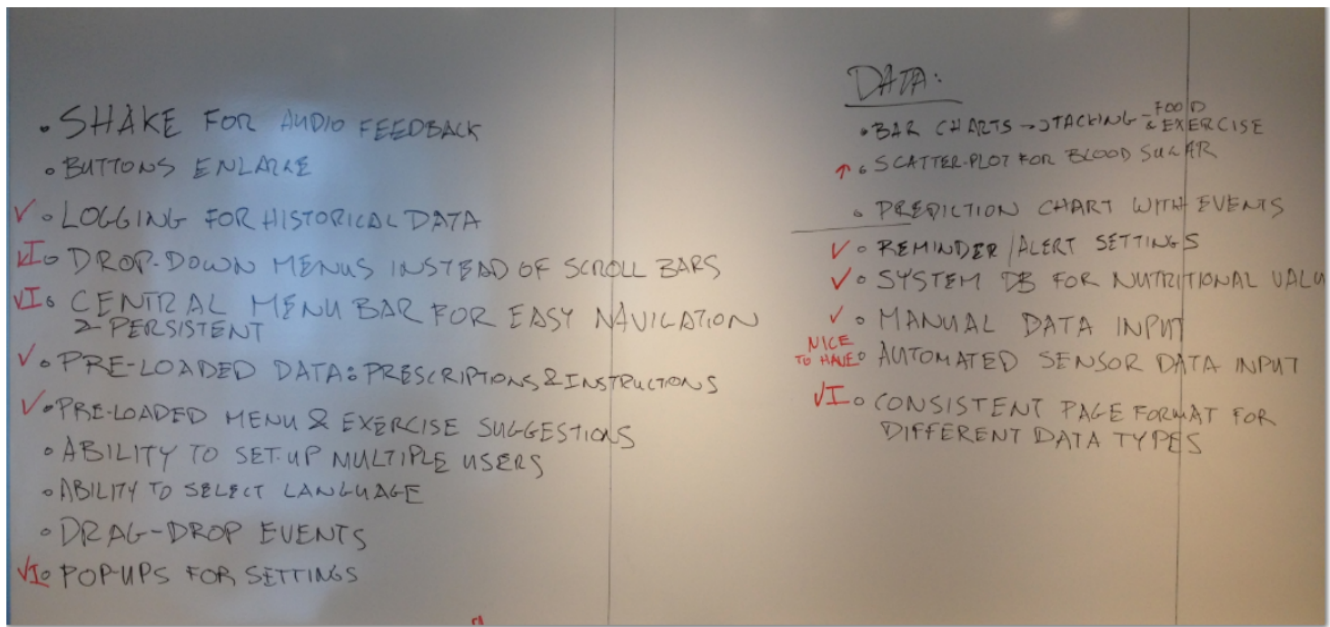 • SHAKE FOR AUDIO FEEDBACK
• BUTTONS ENLARGE
✓ • LOGGING FOR HISTORICAL DATA
✓I • DROP-DOWN MENUS INSTEAD OF SCROLL BARS
✓I • CENTRAL MENU BAR FOR EASY NAVIGATION
& PERSISTENT
✓ • PRE-LOADED DATA: PRESCRIPTIONS & INSTRUCTIONS
✓ • PRE-LOADED MENU & EXERCISE SUGGESTIONS
• ABILITY TO SET-UP MULTIPLE USERS
• ABILITY TO SELECT LANGUAGE
• DRAG-DROP EVENTS
✓I • POP-UPS FOR SETTINGS
DATA:
• BAR CHARTS → STACKING - FOOD
& EXERCISE
↑ • SCATTER-PLOT FOR BLOOD SUGAR
• PREDICTION CHART WITH EVENTS
✓ • REMINDER/ALERT SETTINGS
✓ • SYSTEM DB FOR NUTRITIONAL VALU
✓ • MANUAL DATA INPUT
NICE
TO HAVE • AUTOMATED SENSOR DATA INPUT
✓I • CONSISTENT PAGE FORMAT FOR
DIFFERENT DATA TYPES